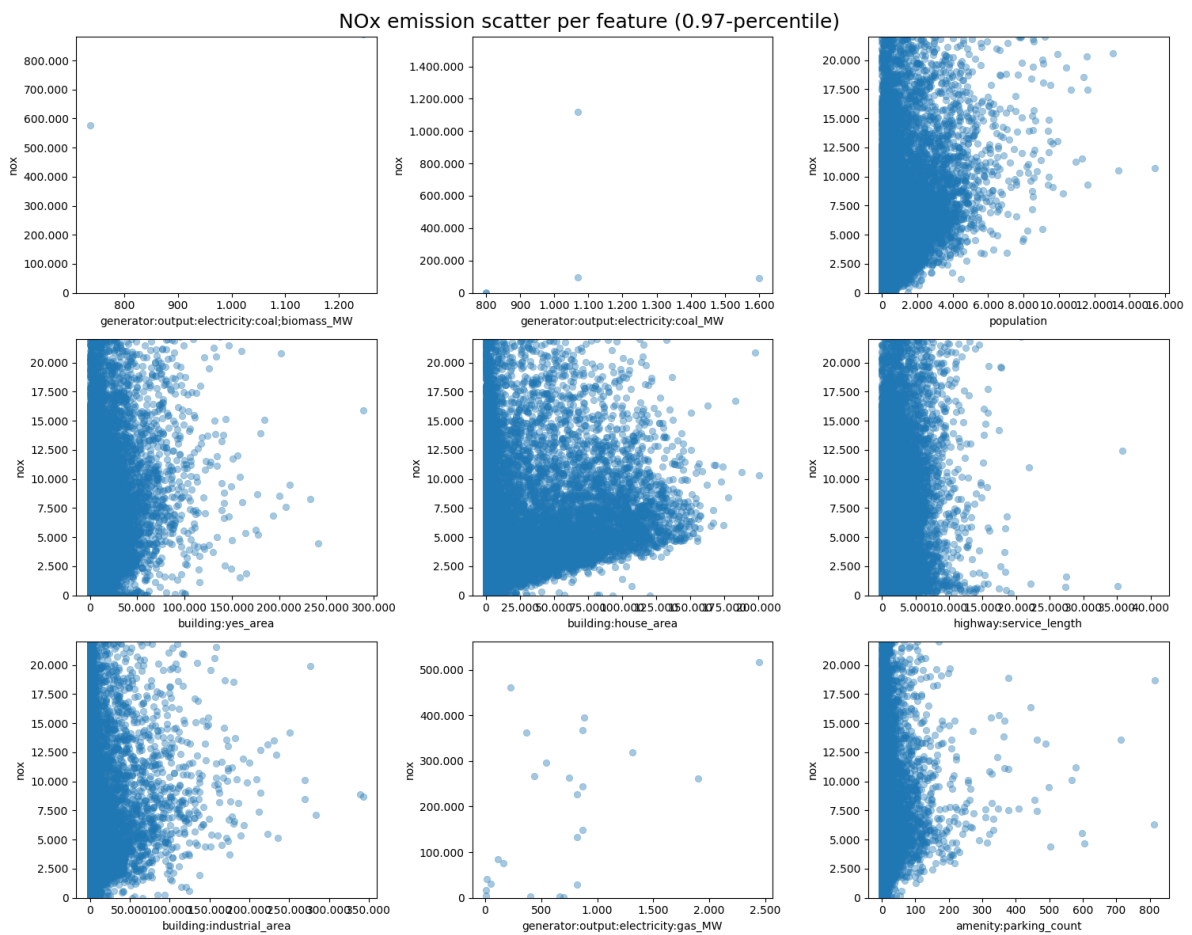 NOx emission scatter per feature (0.97-percentile)
800.000
700.000
600.000
500.000
400.000
300.000
200.000
100.000
0
nox
800 900 1.000 1.100 1.200
generator:output:electricity:coal;biomass_MW
1.400.000
1.200.000
1.000.000
800.000
600.000
400.000
200.000
0
nox
800 900 1.000 1.100 1.200 1.300 1.400 1.500 1.600
generator:output:electricity:coal_MW
20.000
17.500
15.000
12.500
10.000
7.500
5.000
2.500
0
nox
0 2.000 4.000 6.000 8.000 10.000 12.000 14.000 16.000
population
20.000
17.500
15.000
12.500
10.000
7.500
5.000
2.500
0
nox
0 50.000 100.000 150.000 200.000 250.000 300.000
building:yes_area
20.000
17.500
15.000
12.500
10.000
7.500
5.000
2.500
0
nox
0 25.000 50.000 75.000 100.000 125.000 150.000 175.000 200.000
building:house_area
20.000
17.500
15.000
12.500
10.000
7.500
5.000
2.500
0
nox
0 5.000 10.000 15.000 20.000 25.000 30.000 35.000 40.000
highway:service_length
20.000
17.500
15.000
12.500
10.000
7.500
5.000
2.500
0
nox
0 50.000 100.000 150.000 200.000 250.000 300.000 350.000
building:industrial_area
500.000
400.000
300.000
200.000
100.000
0
nox
0 500 1.000 1.500 2.000 2.500
generator:output:electricity:gas_MW
20.000
17.500
15.000
12.500
10.000
7.500
5.000
2.500
0
nox
0 100 200 300 400 500 600 700 800
amenity:parking_count